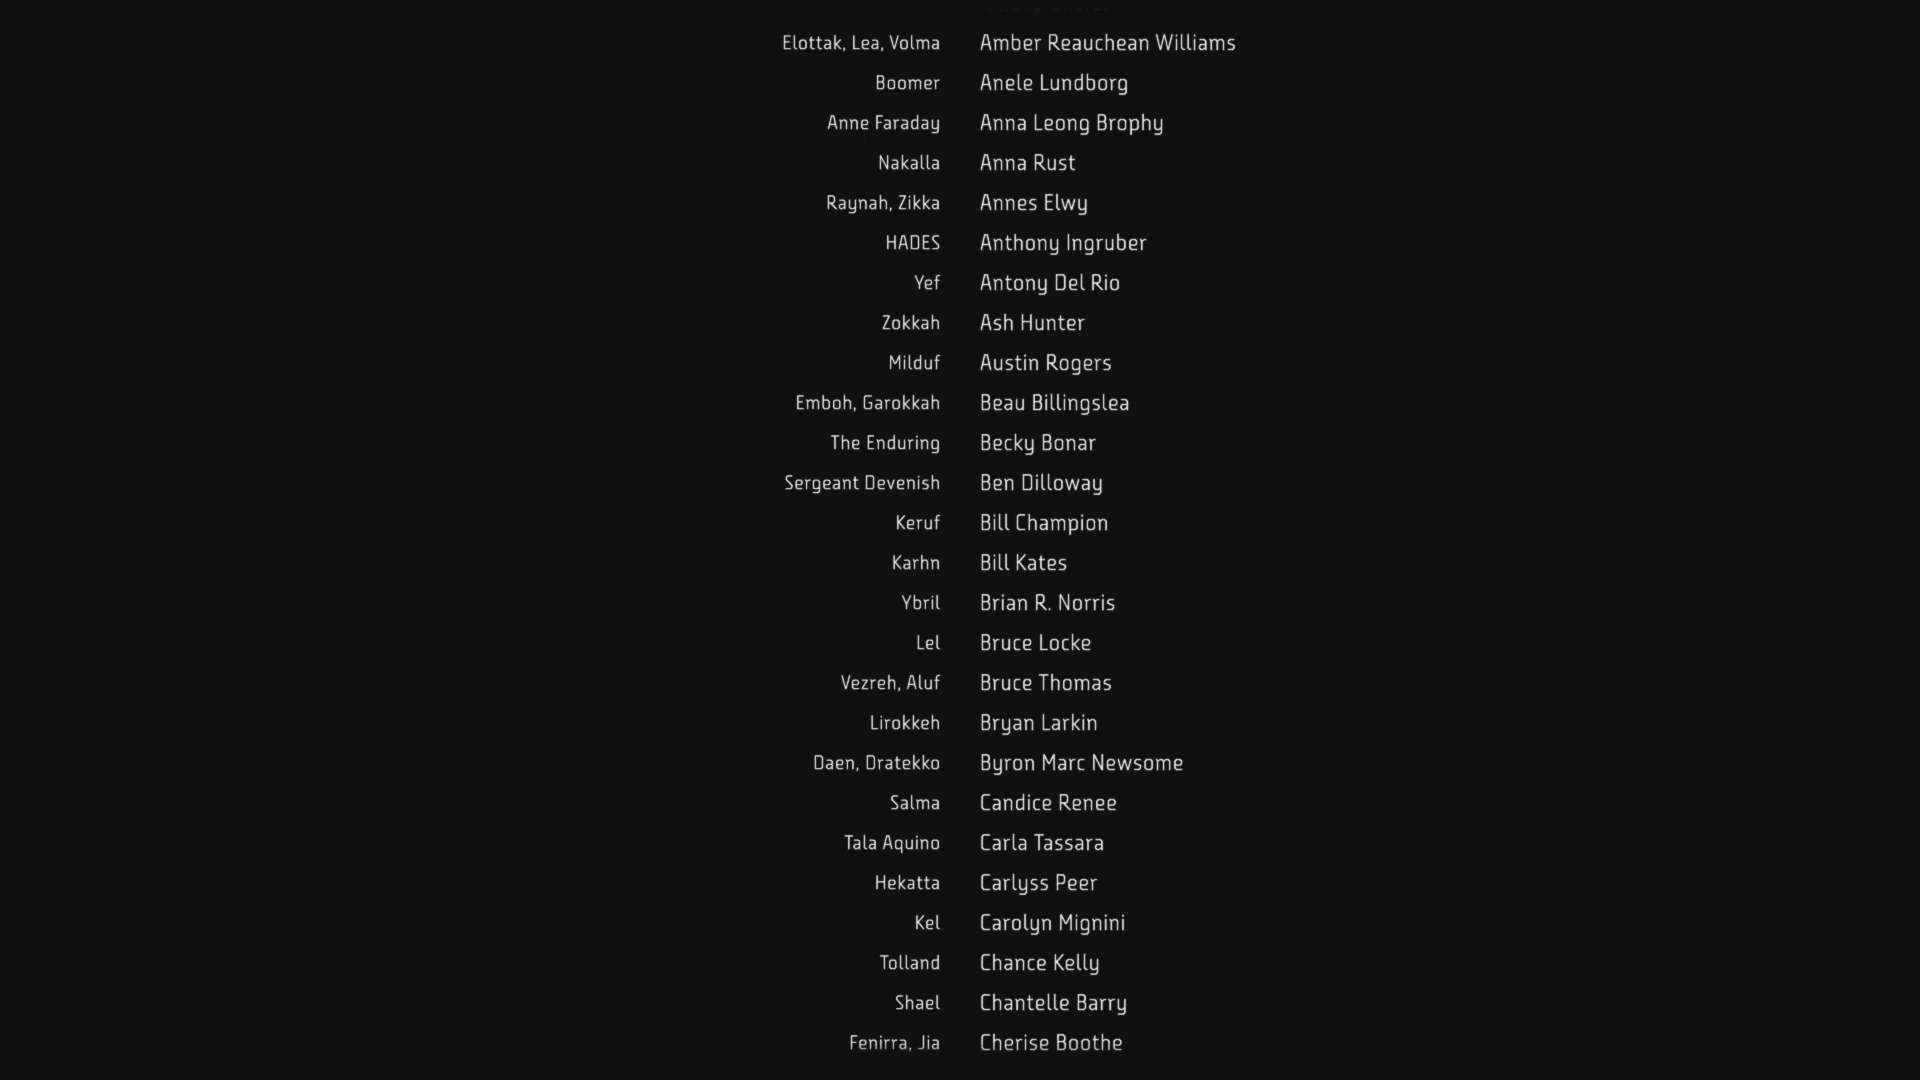 Elottak, Lea, Volma Amber Reauchean Williams
Boomer Anele Lundborg
Anne Faraday Anna Leong Brophy
Nakalla Anna Rust
Raynah, Zikka Annes Elwy
HADES Anthony Ingruber
Yef Antony Del Rio
Zokkah Ash Hunter
Milduf Austin Rogers
Emboh, Garokkah Beau Billingslea
The Enduring Becky Bonar
Sergeant Devenish Ben Dilloway
Keruf Bill Champion
Karhn Bill Kates
Ybril Brian R. Norris
Lel Bruce Locke
Vezreh, Aluf Bruce Thomas
Lirokkeh Bryan Larkin
Daen, Dratekko Byron Marc Newsome
Salma Candice Renee
Tala Aquino Carla Tassara
Hekatta Carlyss Peer
Kel Carolyn Mignini
Tolland Chance Kelly
Shael Chantelle Barry
Fenirra, Jia Cherise Boothe